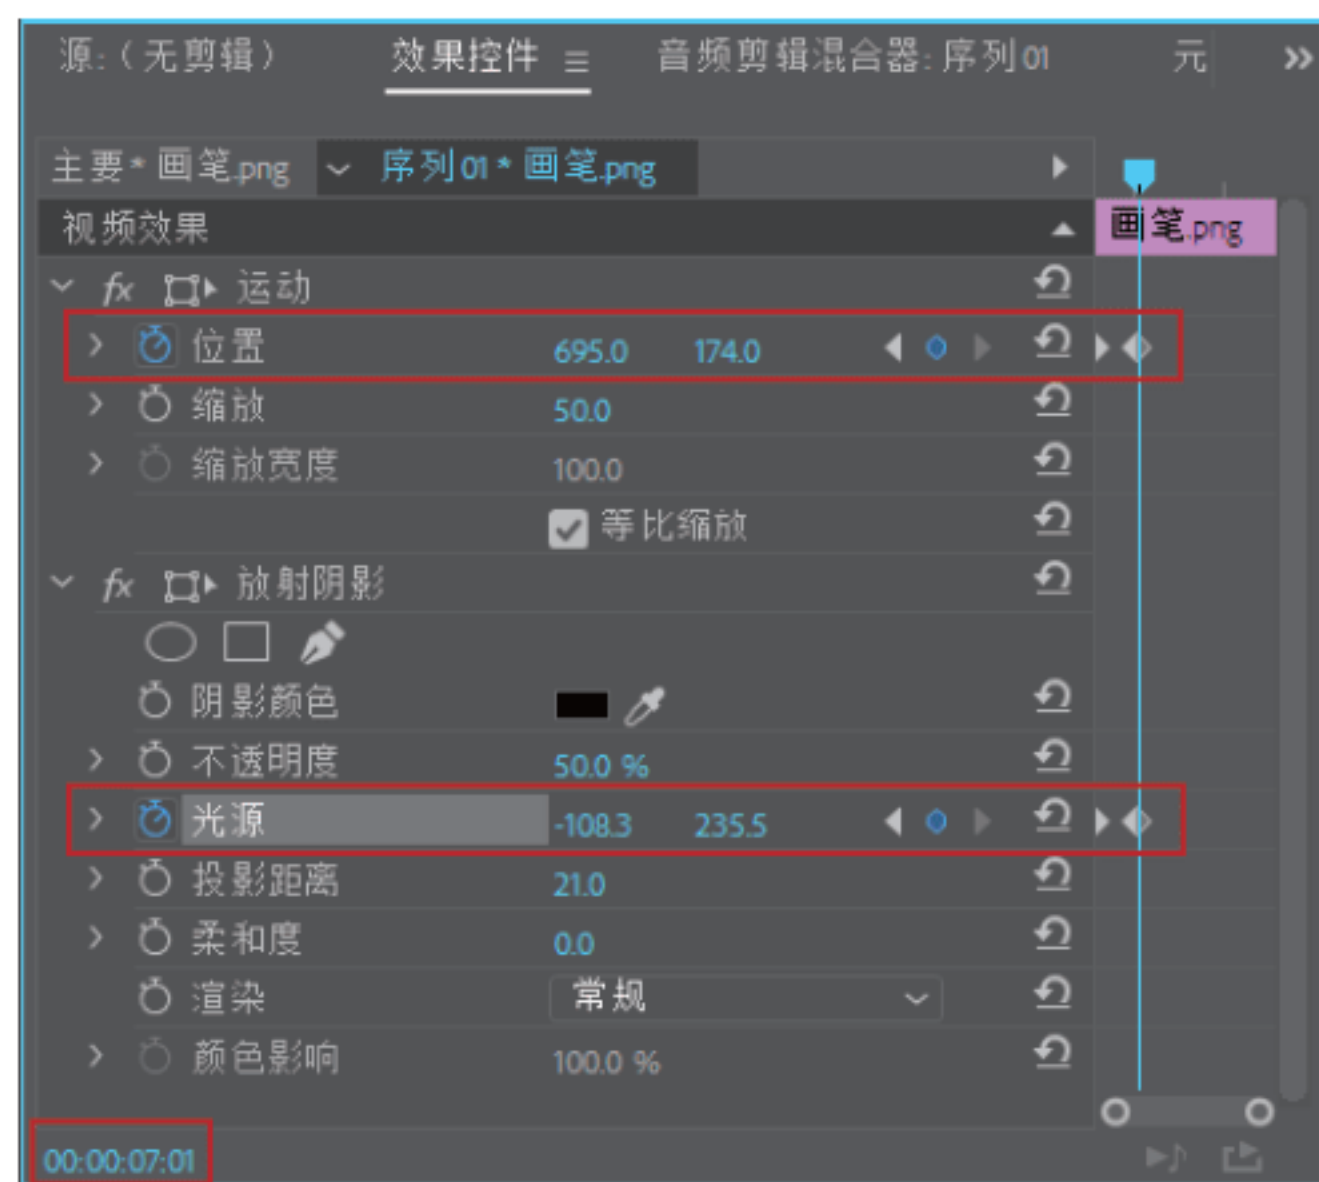 源:（无剪辑） 效果控件 音频剪辑混合器: 序列 01 元 »
主要* 画笔.png 序列 01 * 画笔.png
视频效果 画笔.png
fx 运动
位置 695.0 174.0
缩放 50.0
缩放宽度 100.0
等比缩放
fx 放射阴影
阴影颜色
不透明度 50.0 %
光源 -108.3 235.5
投影距离 21.0
柔和度 0.0
渲染 常规
颜色影响 100.0 %
00:00:07:01